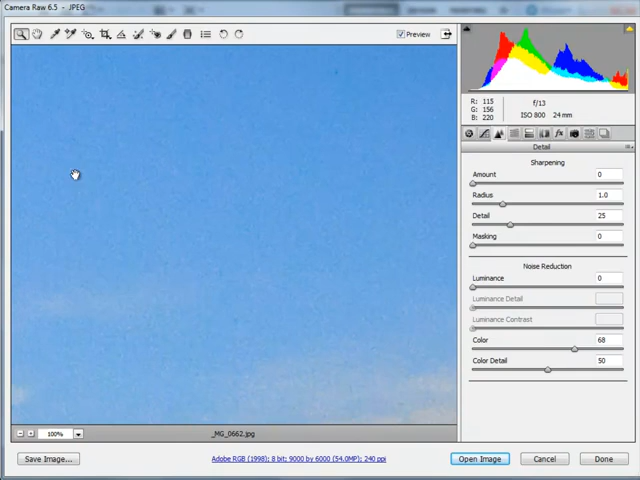 Camera Raw 6.5 - JPEG
Preview
R: 115
G: 156
B: 220
f/13
ISO 800 24 mm
Detail
Sharpening
Amount 0
Radius 1.0
Detail 25
Masking 0
Noise Reduction
Luminance 0
Luminance Detail
Luminance Contrast
Color 68
Color Detail 50
100%
_MG_0662.jpg
Save Image...
Adobe RGB (1998); 8 bit; 9000 by 6000 (54.0MP); 240 ppi
Open Image
Cancel
Done